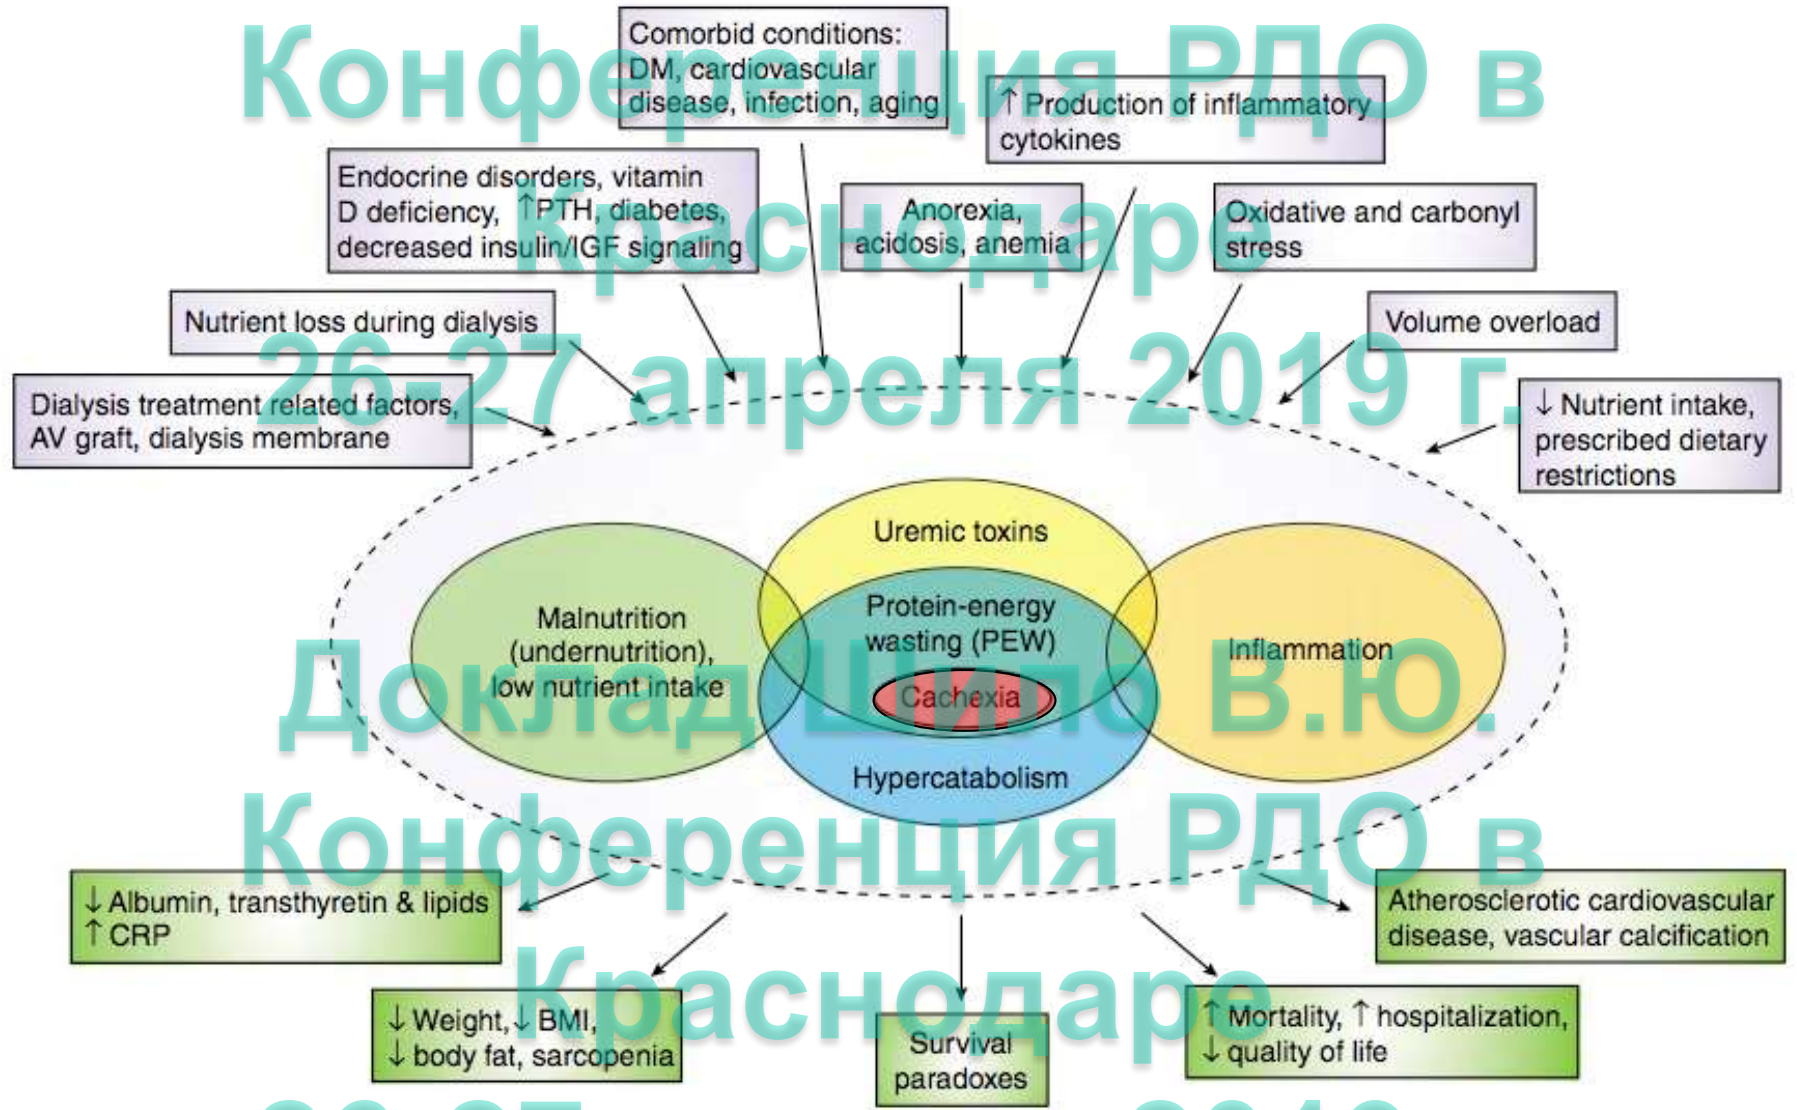 Comorbid conditions:
DM, cardiovascular
disease, infection, aging
↑ Production of inflammatory
cytokines
Endocrine disorders, vitamin
D deficiency, ↑PTH, diabetes,
decreased insulin/IGF signaling
Anorexia,
acidosis, anemia
Oxidative and carbonyl
stress
Nutrient loss during dialysis
Volume overload
Dialysis treatment related factors,
AV graft, dialysis membrane
↓ Nutrient intake,
prescribed dietary
restrictions
Uremic toxins
Malnutrition
(undernutrition),
low nutrient intake
Protein-energy
wasting (PEW)
Cachexia
Inflammation
Hypercatabolism
↓ Albumin, transthyretin & lipids
↑ CRP
Atherosclerotic cardiovascular
disease, vascular calcification
↓ Weight, ↓ BMI,
↓ body fat, sarcopenia
Survival
paradoxes
↑ Mortality, ↑ hospitalization,
↓ quality of life
Конференция РДО в
Краснодаре
26-27 апреля 2019 г.
Доклад Шило В.Ю.
Конференция РДО в
Краснодаре